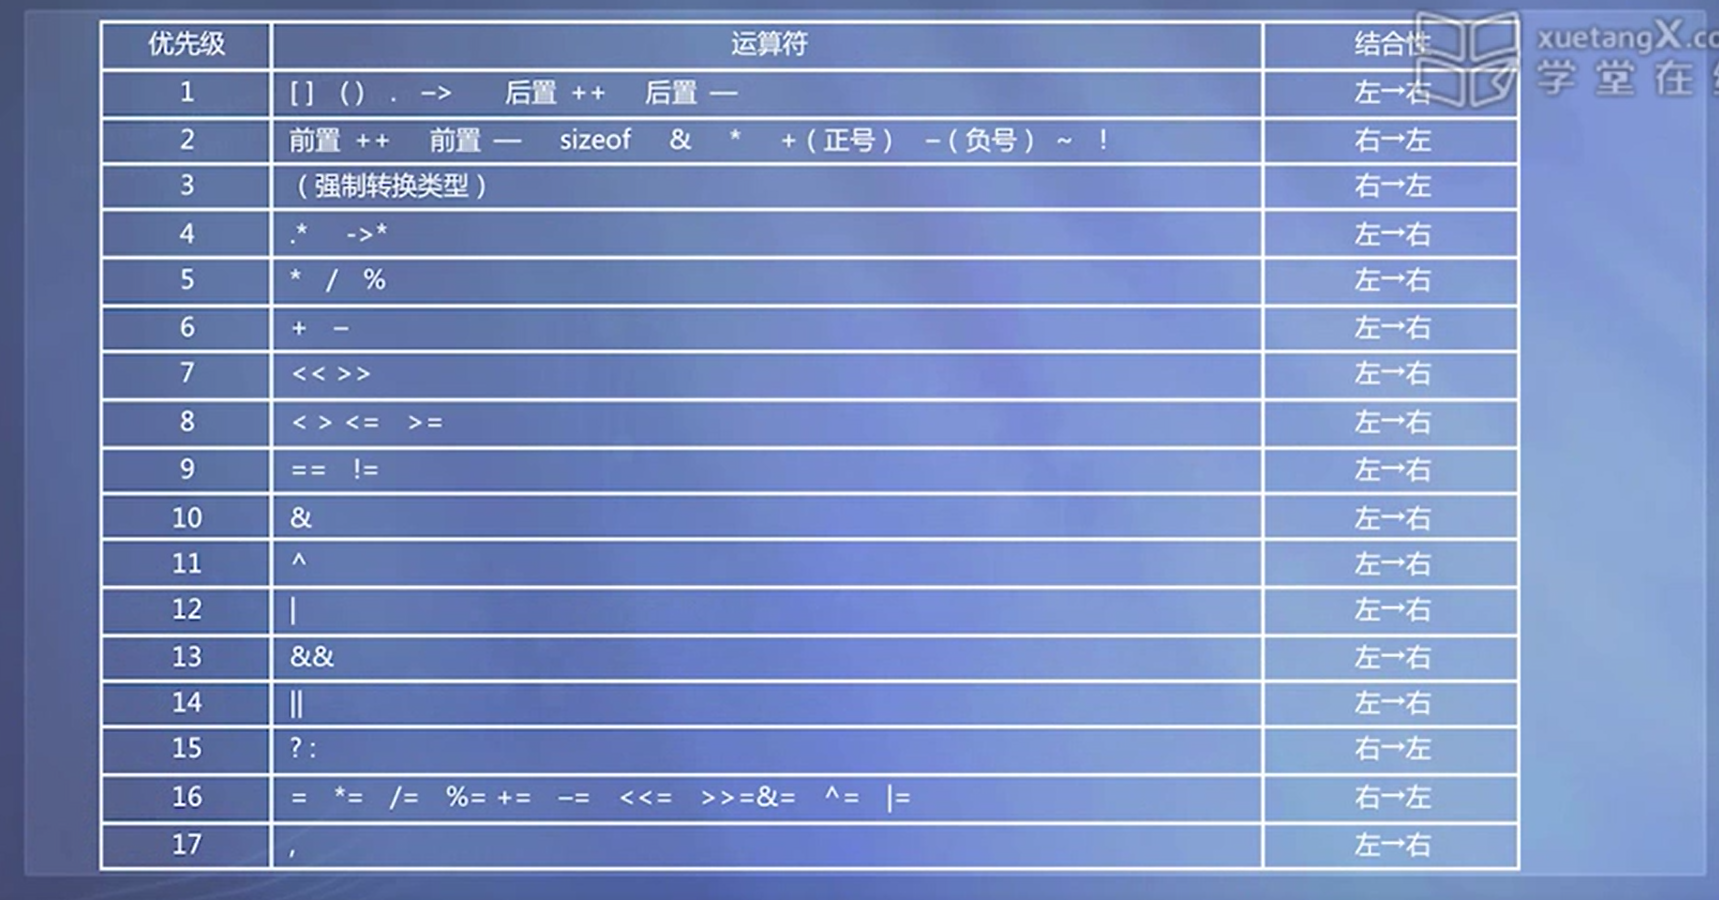 优先级 运算符 结合性
1 [ ] ( ) . –> 后置 ++ 后置 — 左→右
2 前置 ++ 前置 — sizeof & * +（正号） –（负号） ~ ! 右→左
3 （强制转换类型） 右→左
4 .* ->* 左→右
5 * / % 左→右
6 + – 左→右
7 << >> 左→右
8 < > <= >= 左→右
9 == != 左→右
10 & 左→右
11 ^ 左→右
12 | 左→右
13 && 左→右
14 || 左→右
15 ? : 右→左
16 = *= /= %= += –= <<= >>=&= ^= |= 右→左
17 , 左→右
xuetangX.co
学堂在